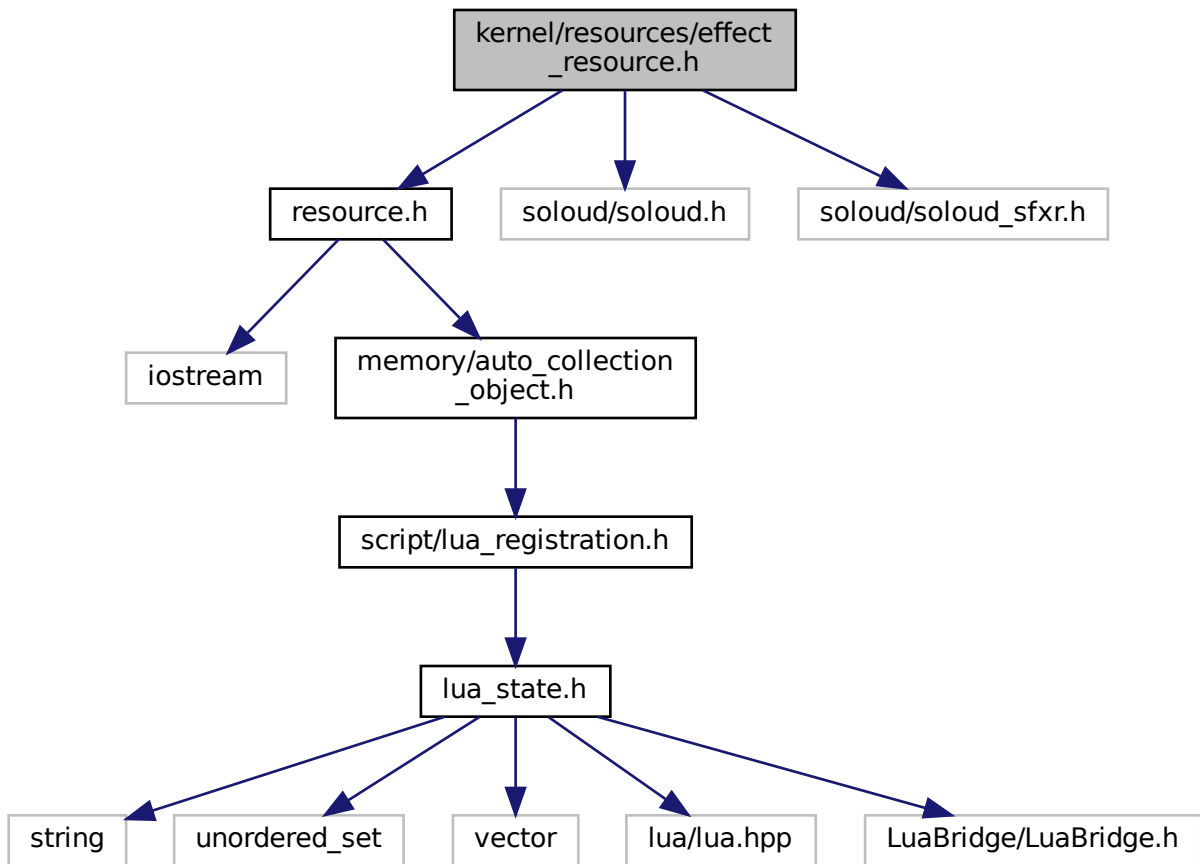 kernel/resources/effect
_resource.h
resource.h
soloud/soloud.h
soloud/soloud_sfxr.h
iostream
memory/auto_collection
_object.h
script/lua_registration.h
lua_state.h
string
unordered_set
vector
lua/lua.hpp
LuaBridge/LuaBridge.h